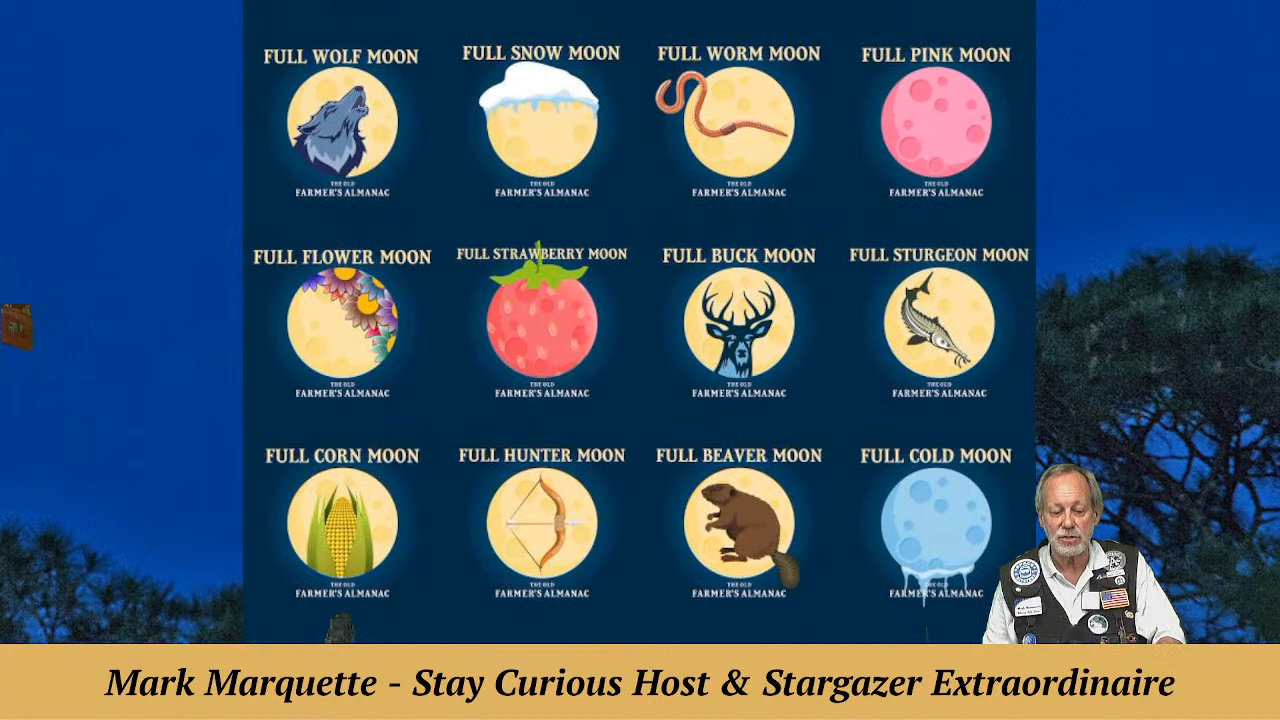 FULL WOLF MOON
THE OLD
FARMER'S ALMANAC
FULL SNOW MOON
THE OLD
FARMER'S ALMANAC
FULL WORM MOON
THE OLD
FARMER'S ALMANAC
FULL PINK MOON
THE OLD
FARMER'S ALMANAC
FULL FLOWER MOON
THE OLD
FARMER'S ALMANAC
FULL STRAWBERRY MOON
THE OLD
FARMER'S ALMANAC
FULL BUCK MOON
THE OLD
FARMER'S ALMANAC
FULL STURGEON MOON
THE OLD
FARMER'S ALMANAC
FULL CORN MOON
THE OLD
FARMER'S ALMANAC
FULL HUNTER MOON
THE OLD
FARMER'S ALMANAC
FULL BEAVER MOON
THE OLD
FARMER'S ALMANAC
FULL COLD MOON
THE OLD
FARMER'S ALMANAC
Mark Marquette - Stay Curious Host & Stargazer Extraordinaire